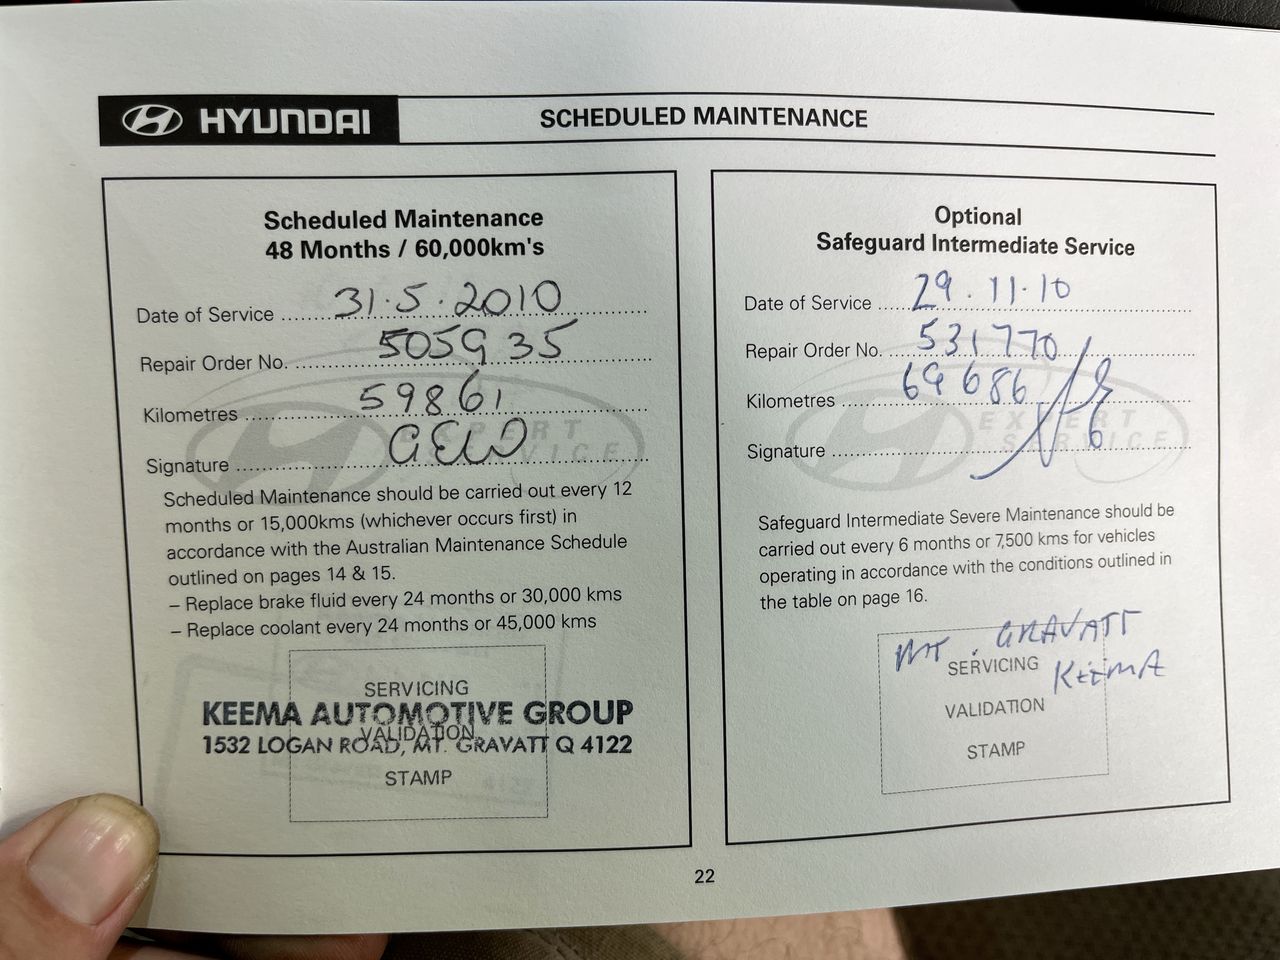 HYUNDAI
SCHEDULED MAINTENANCE
Scheduled Maintenance
48 Months / 60,000km's
Date of Service 31.5.2010
Repair Order No. 505935
Kilometres 59861
Signature
EXPERT
SERVICE
Scheduled Maintenance should be carried out every 12
months or 15,000kms (whichever occurs first) in
accordance with the Australian Maintenance Schedule
outlined on pages 14 & 15.
– Replace brake fluid every 24 months or 30,000 kms
– Replace coolant every 24 months or 45,000 kms
SERVICING
KEEMA AUTOMOTIVE GROUP
VALIDATION
1532 LOGAN ROAD, MT. GRAVATT Q 4122
STAMP
Optional
Safeguard Intermediate Service
Date of Service 29.11.10
Repair Order No. 531770
Kilometres 69686
Signature
EXPERT
SERVICE
Safeguard Intermediate Severe Maintenance should be
carried out every 6 months or 7,500 kms for vehicles
operating in accordance with the conditions outlined in
the table on page 16.
MT. GRAVATT
KEEMA
SERVICING
VALIDATION
STAMP
22